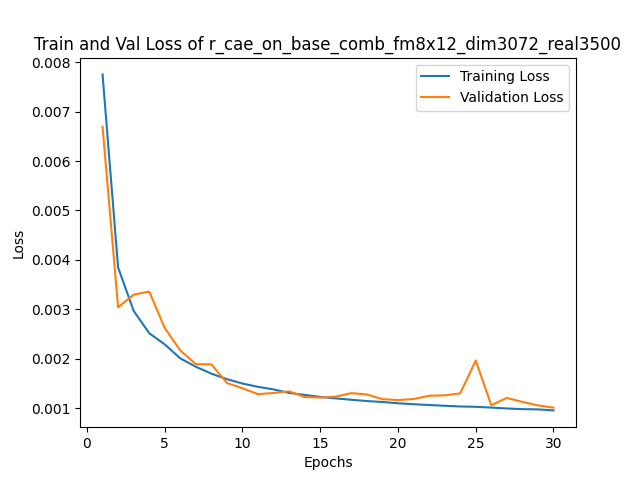 Train and Val Loss of r_cae_on_base_comb_fm8x12_dim3072_real3500
Training Loss
Validation Loss
Loss
0.008
0.007
0.006
0.005
0.004
0.003
0.002
0.001
0 5 10 15 20 25 30
Epochs